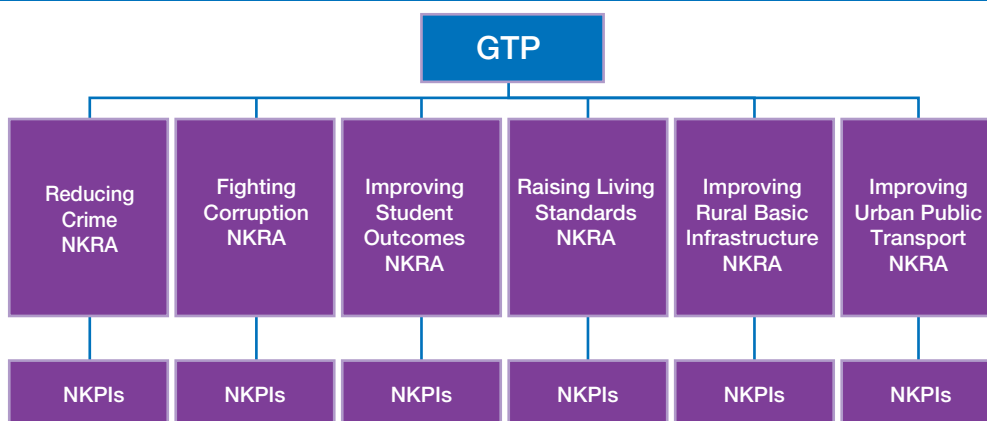 GTP
Reducing
Crime
NKRA
Fighting
Corruption
NKRA
Improving
Student
Outcomes
NKRA
Raising Living
Standards
NKRA
Improving
Rural Basic
Infrastructure
NKRA
Improving
Urban Public
Transport
NKRA
NKPIs
NKPIs
NKPIs
NKPIs
NKPIs
NKPIs